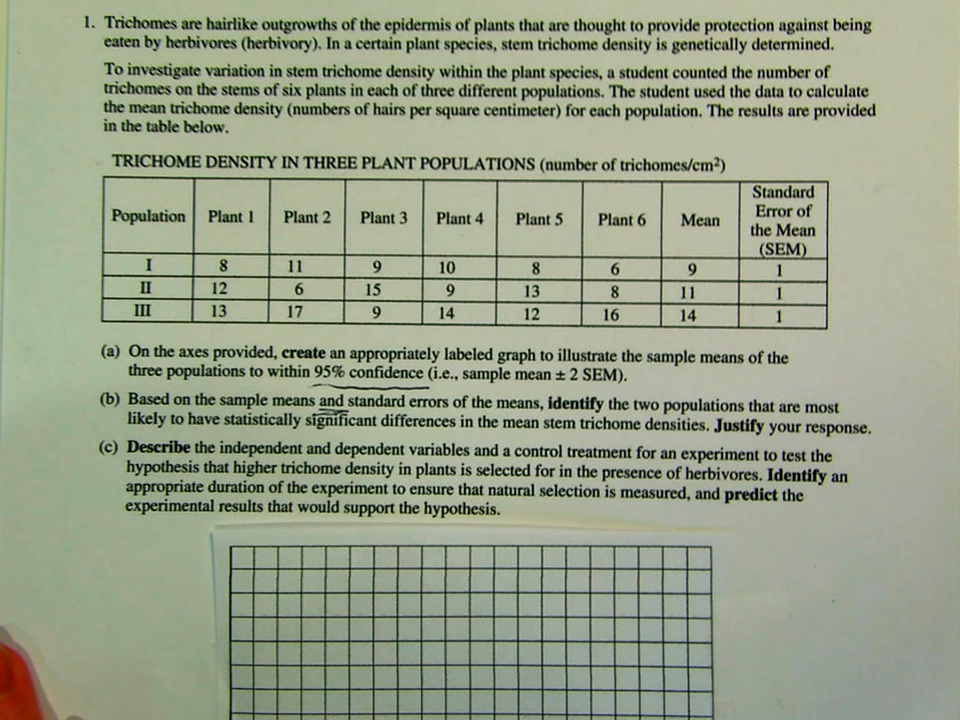 1. Trichomes are hairlike outgrowths of the epidermis of plants that are thought to provide protection against being
eaten by herbivores (herbivory). In a certain plant species, stem trichome density is genetically determined.
To investigate variation in stem trichome density within the plant species, a student counted the number of
trichomes on the stems of six plants in each of three different populations. The student used the data to calculate
the mean trichome density (numbers of hairs per square centimeter) for each population. The results are provided
in the table below.
TRICHOME DENSITY IN THREE PLANT POPULATIONS (number of trichomes/cm²)
Population Plant 1 Plant 2 Plant 3 Plant 4 Plant 5 Plant 6 Mean Standard Error of the Mean (SEM)
I 8 11 9 10 8 6 9 1
II 12 6 15 9 13 8 11 1
III 13 17 9 14 12 16 14 1
(a) On the axes provided, create an appropriately labeled graph to illustrate the sample means of the
three populations to within 95% confidence (i.e., sample mean ± 2 SEM).
(b) Based on the sample means and standard errors of the means, identify the two populations that are most
likely to have statistically significant differences in the mean stem trichome densities. Justify your response.
(c) Describe the independent and dependent variables and a control treatment for an experiment to test the
hypothesis that higher trichome density in plants is selected for in the presence of herbivores. Identify an
appropriate duration of the experiment to ensure that natural selection is measured, and predict the
experimental results that would support the hypothesis.